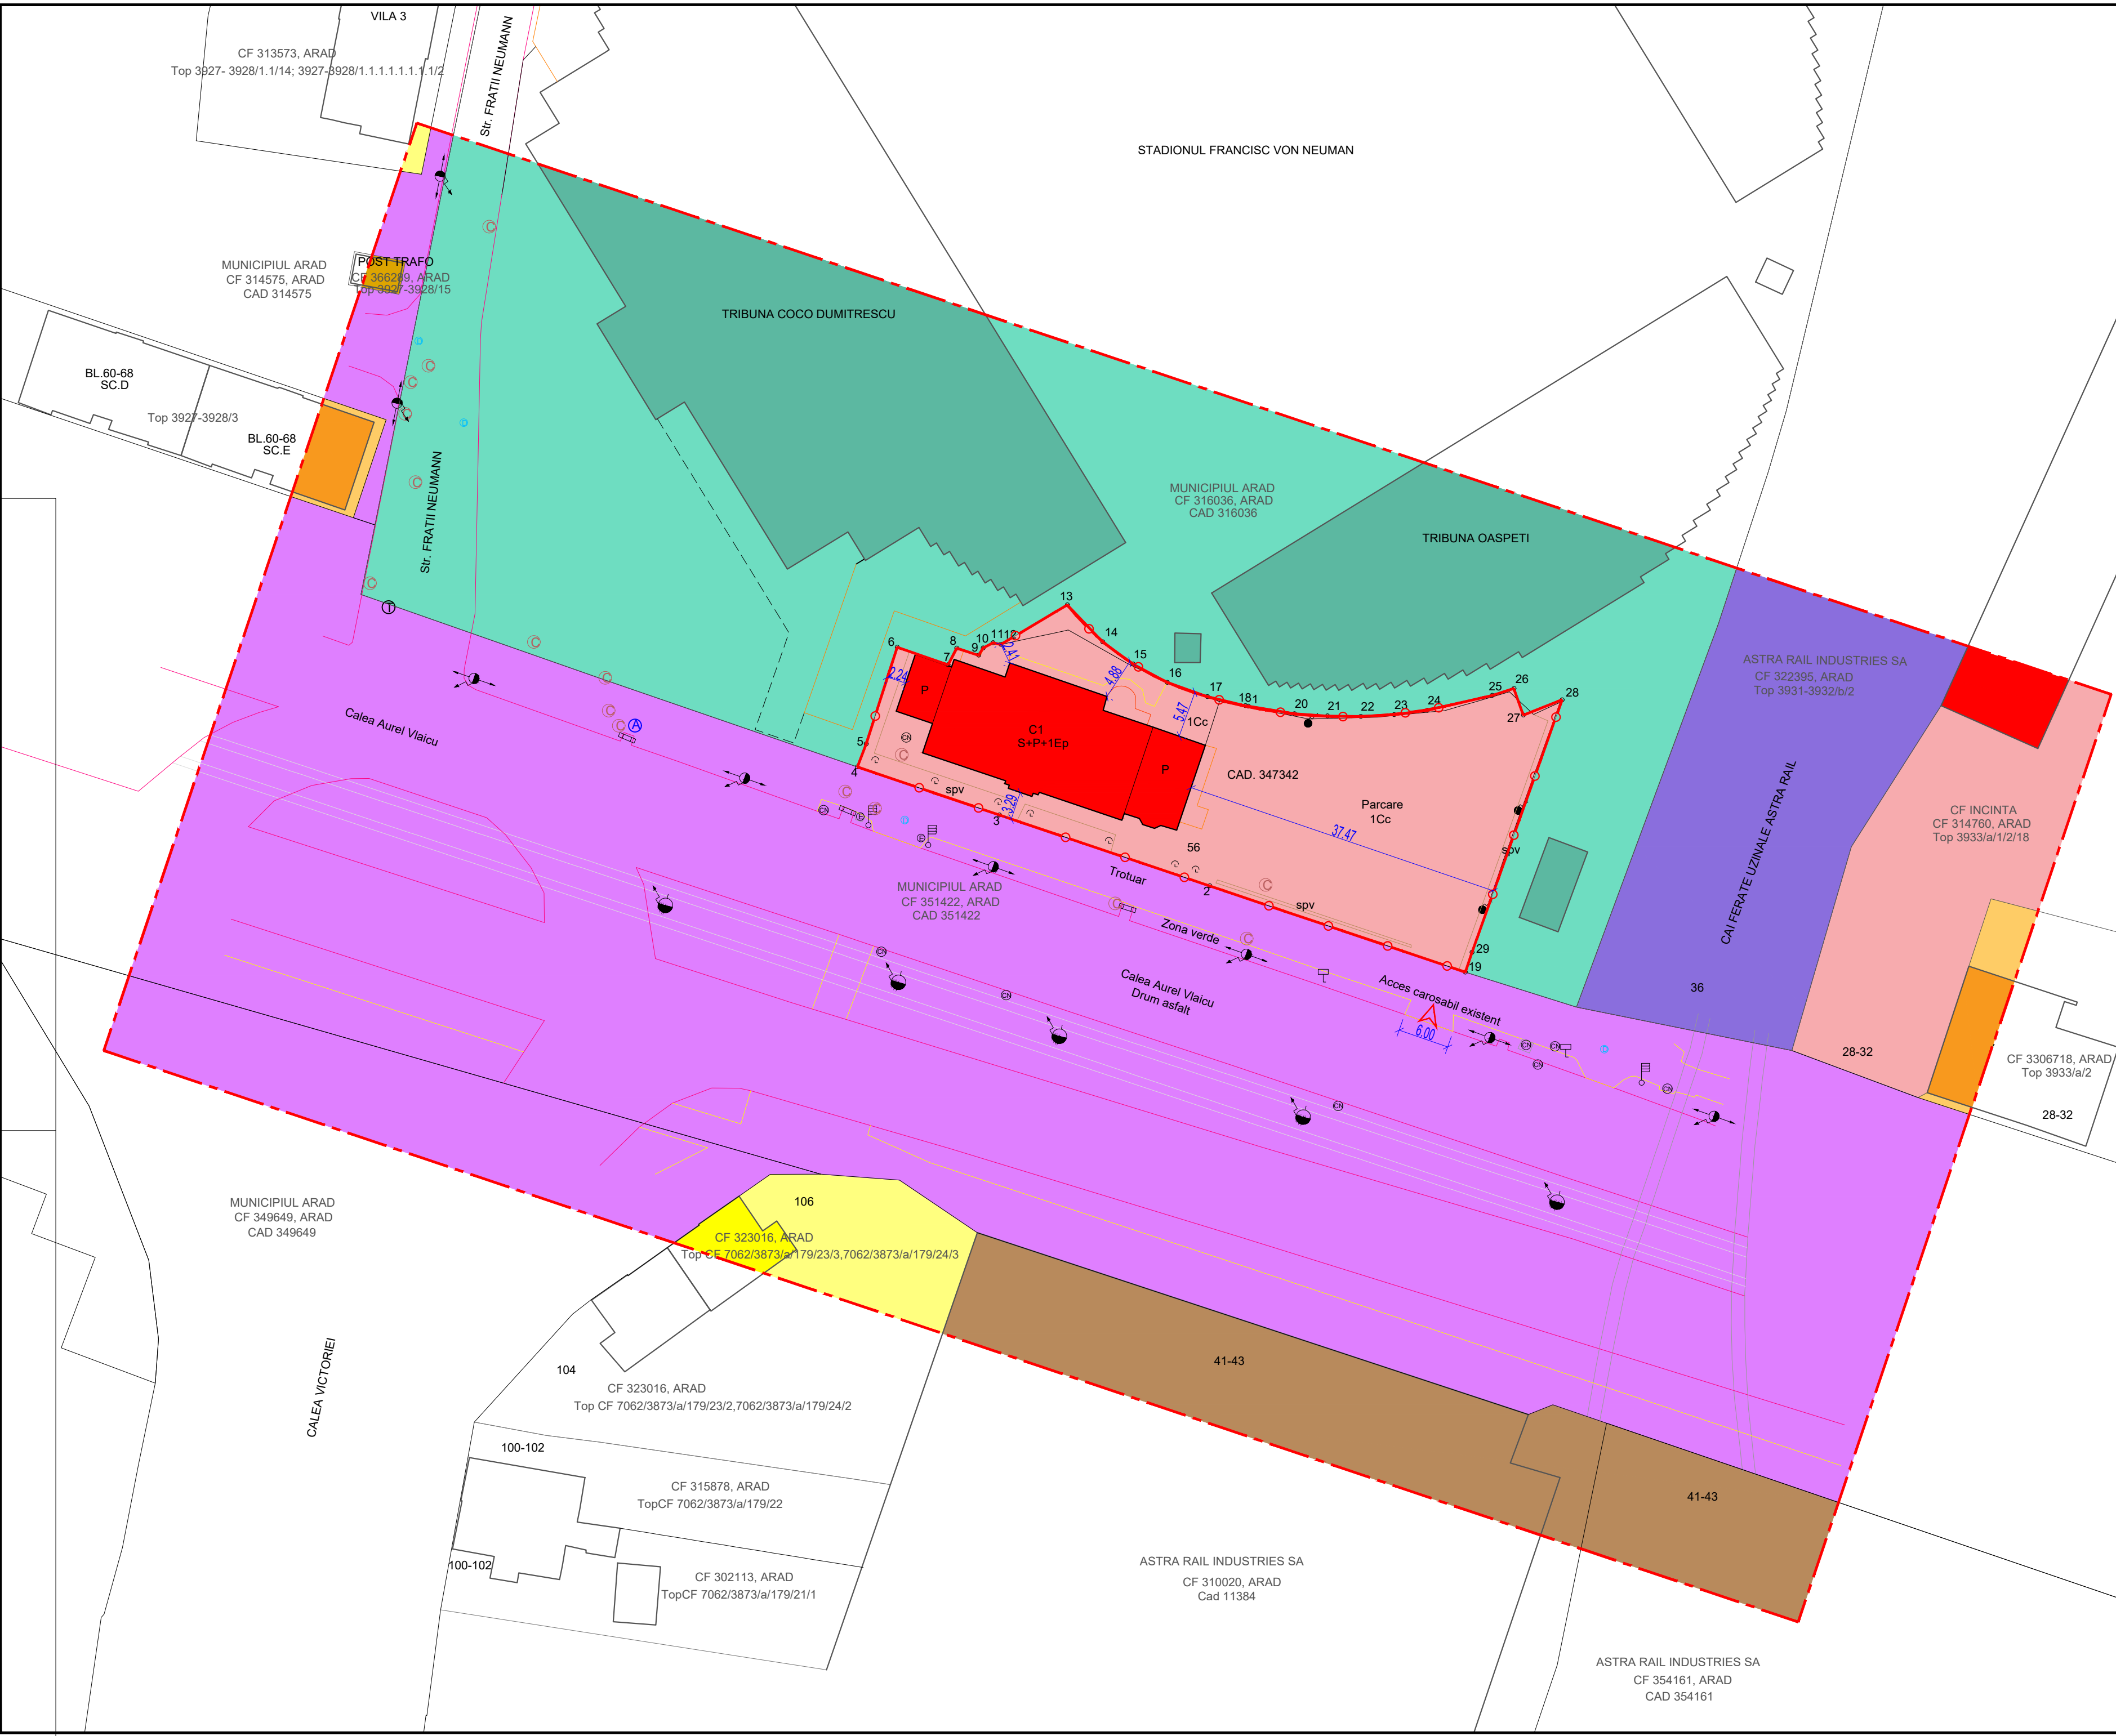 VILA 3
CF 313573, ARAD
Top 3927- 3928/1.1/14; 3927-3928/1.1.1.1.1.1.1.1/2
Str. FRATII NEUMANN
STADIONUL FRANCISC VON NEUMAN
MUNICIPIUL ARAD
CF 314575, ARAD
CAD 314575
POST TRAFO
CF 366289, ARAD
Top 3927-3928/15
TRIBUNA COCO DUMITRESCU
BL.60-68
SC.D
Top 3927-3928/3
BL.60-68
SC.E
Str. FRATII NEUMANN
MUNICIPIUL ARAD
CF 316036, ARAD
CAD 316036
TRIBUNA OASPETI
ASTRA RAIL INDUSTRIES SA
CF 322395, ARAD
Top 3931-3932/b/2
CAI FERATE UZINALE ASTRA RAIL
36
CF INCINTA
CF 314760, ARAD
Top 3933/a/1/2/18
28-32
CF 3306718, ARAD
Top 3933/a/2
28-32
T
A
Calea Aurel Vlaicu
13
6
7
8
9
10
11
12
14
15
16
17
18
1
20
21
22
23
24
25
26
27
28
2.24
2.41
4.88
5.47
1Cc
P
C1
S+P+1Ep
P
CAD. 347342
Parcare
1Cc
37.47
5
4
spv
3
3.29
56
2
spv
spv
29
19
Trotuar
Zona verde
MUNICIPIUL ARAD
CF 351422, ARAD
CAD 351422
Calea Aurel Vlaicu
Drum asfalt
Acces carosabil existent
6.00
MUNICIPIUL ARAD
CF 349649, ARAD
CAD 349649
106
CF 323016, ARAD
Top CF 7062/3873/a/179/23/3,7062/3873/a/179/24/3
CALEA VICTORIEI
104
CF 323016, ARAD
Top CF 7062/3873/a/179/23/2,7062/3873/a/179/24/2
41-43
41-43
100-102
CF 315878, ARAD
TopCF 7062/3873/a/179/22
100-102
CF 302113, ARAD
TopCF 7062/3873/a/179/21/1
ASTRA RAIL INDUSTRIES SA
CF 310020, ARAD
Cad 11384
ASTRA RAIL INDUSTRIES SA
CF 354161, ARAD
CAD 354161